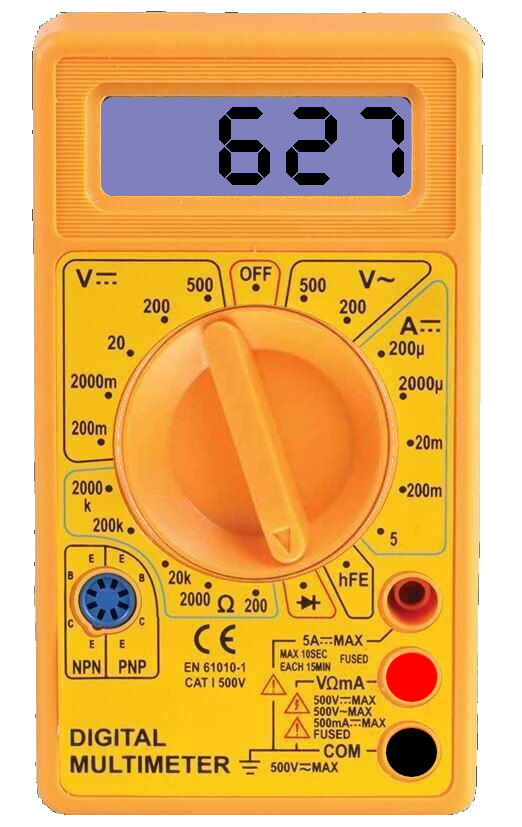 627
OFF
V⎓
500
200
20
2000m
200m
2000
k
200k
20k
2000
Ω
200
500
V~
200
A⎓
200µ
2000µ
20m
200m
5
hFE
E E
B B
C C
E E
NPN PNP
CE
EN 61010-1
CAT I 500V
5A⎓MAX
MAX 10SEC
EACH 15MIN
FUSED
VΩmA
500V⎓MAX
500V~MAX
500mA⎓MAX
FUSED
COM
500V≂MAX
DIGITAL
MULTIMETER